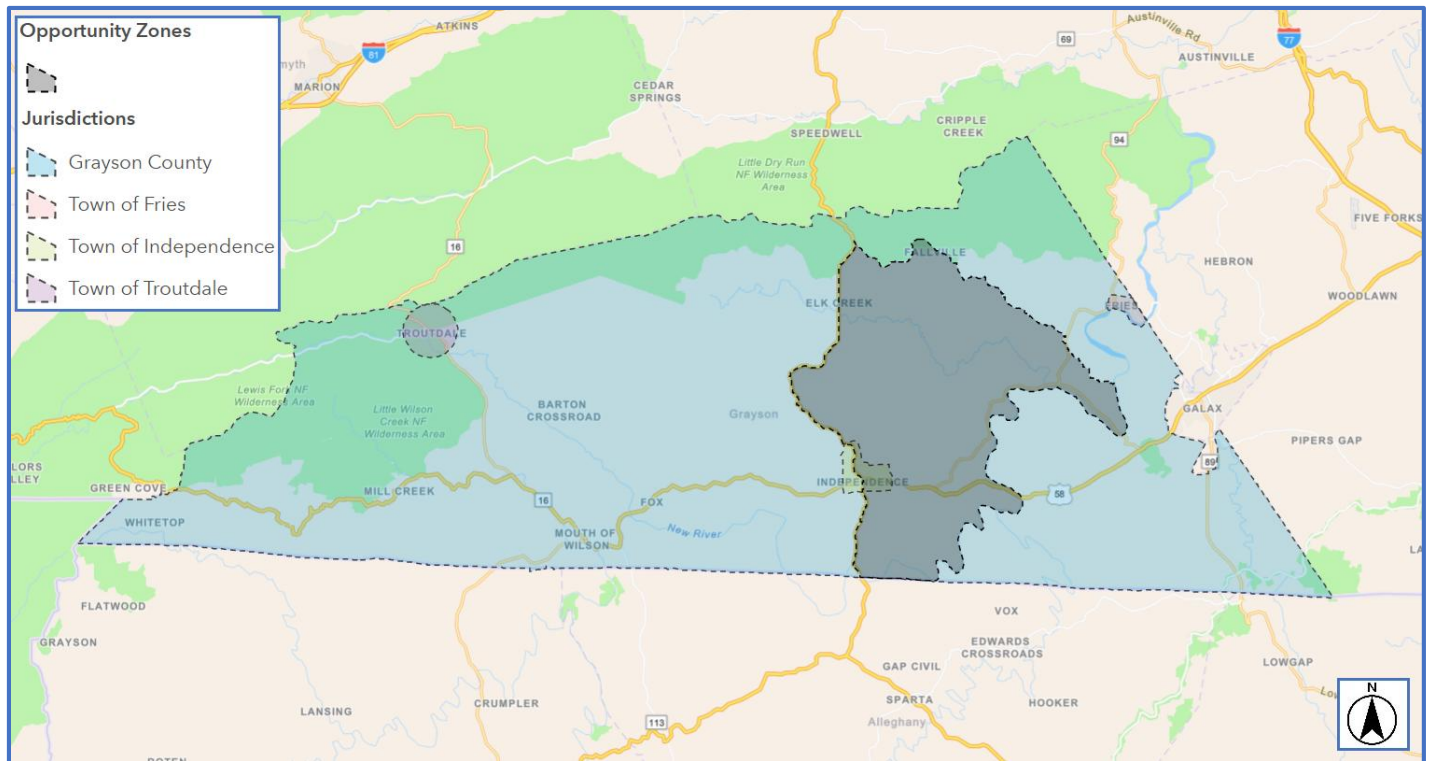 Opportunity Zones
Jurisdictions
Grayson County
Town of Fries
Town of Independence
Town of Troutdale
ATKINS
81
MARION
CEDAR
SPRINGS
69
Austinville Rd
77
AUSTINVILLE
SPEEDWELL
CRIPPLE
CREEK
94
Little Dry Run
NF Wilderness
Area
FIVE FORKS
16
FALLVILLE
HEBRON
WOODLAWN
ELK CREEK
FRIES
TROUTDALE
Lewis Fork NF
Wilderness Area
Little Wilson
Creek NF
Wilderness Area
BARTON
CROSSROAD
Grayson
GALAX
PIPERS GAP
89
GREEN COVE
MILL CREEK
16
FOX
INDEPENDENCE
58
WHITETOP
MOUTH OF
WILSON
New River
FLATWOOD
GRAYSON
VOX
EDWARDS
CROSSROADS
GAP CIVIL
LOWGAP
LANSING
CRUMPLER
113
SPARTA
HOOKER
Alleghany
N